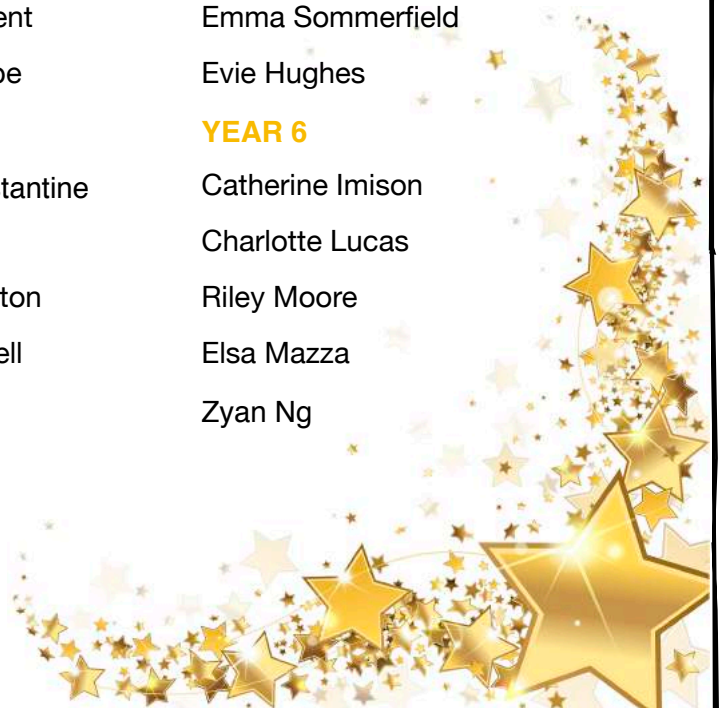 Emma Sommerfield
Evie Hughes
YEAR 6
Catherine Imison
Charlotte Lucas
Riley Moore
Elsa Mazza
Zyan Ng